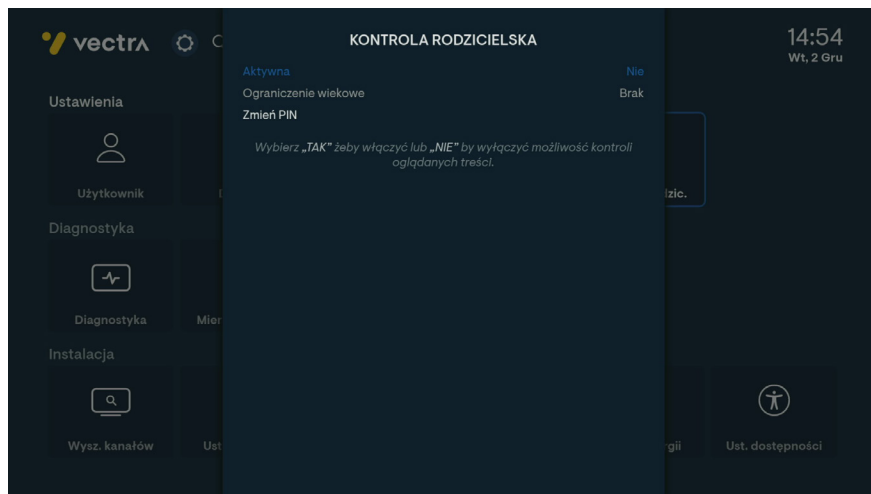 vectra
14:54
Wt, 2 Gru
KONTROLA RODZICIELSKA
Aktywna Nie
Ograniczenie wiekowe Brak
Zmień PIN
Wybierz „TAK” żeby włączyć lub „NIE” by wyłączyć możliwość kontroli
oglądanych treści.
Ustawienia
Użytkownik
Diagnostyka
Diagnostyka
Instalacja
Wysz. kanałów
Ust
Ust. dostępności